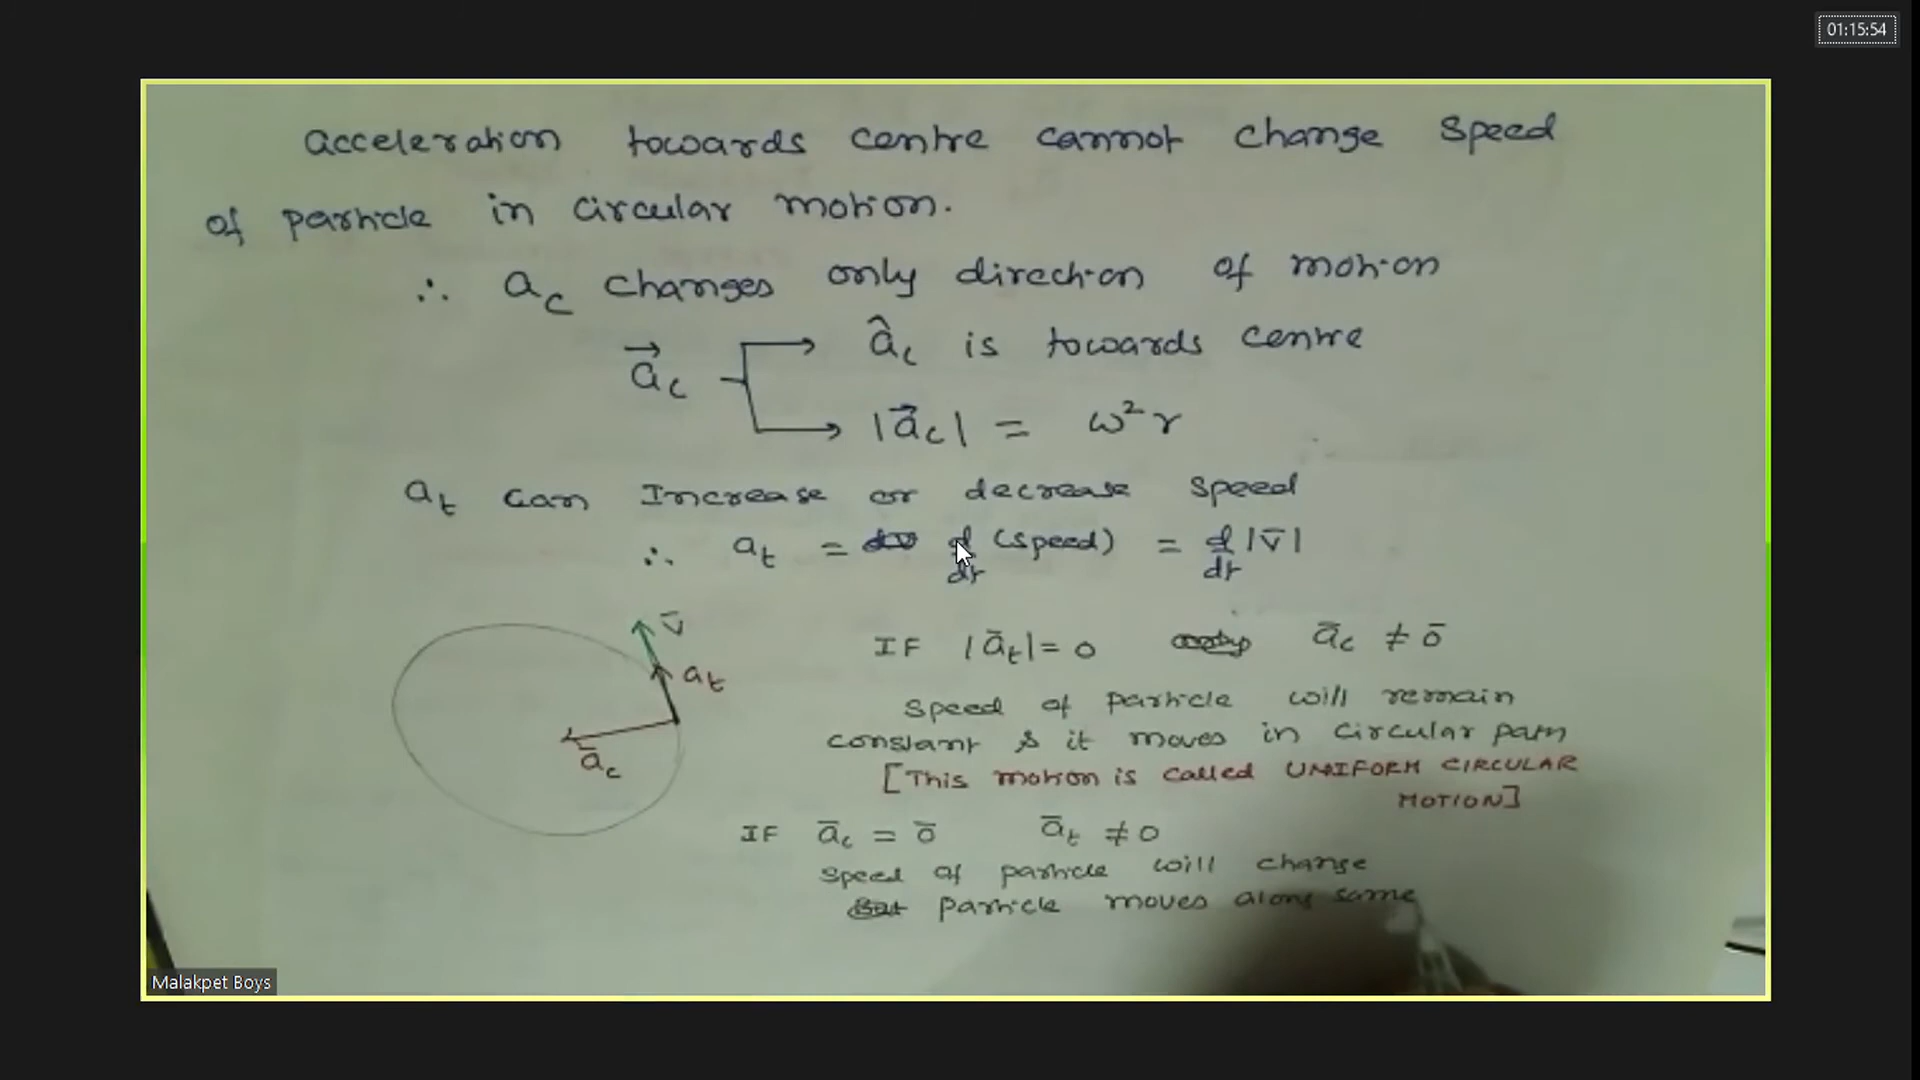 01:15:54
Acceleration towards centre cannot change speed
of particle in circular motion.
∴ a_c changes only direction of motion
a⃗_c → â_c is towards centre
→ |a⃗_c| = ω²r
a_t can Increase or decrease speed
∴ a_t = d/dt (speed) = d/dt |v̄|
v̄
a_t
ā_c
IF |ā_t| = 0 ā_c ≠ 0̄
speed of particle will remain
constant & it moves in circular path
[This motion is called UNIFORM CIRCULAR
MOTION]
IF ā_c = 0̄ ā_t ≠ 0
speed of particle will change
particle moves along same
Malakpet Boys